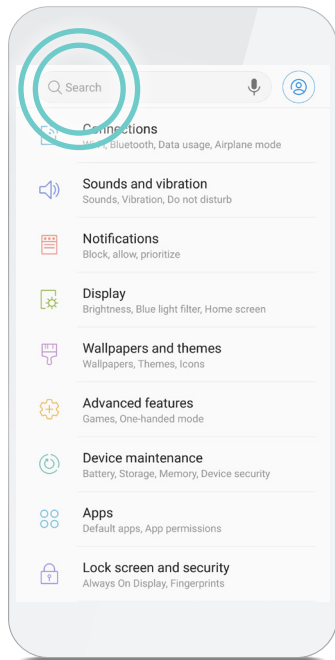 Search
Connections
Wi-Fi, Bluetooth, Data usage, Airplane mode
Sounds and vibration
Sounds, Vibration, Do not disturb
Notifications
Block, allow, prioritize
Display
Brightness, Blue light filter, Home screen
Wallpapers and themes
Wallpapers, Themes, Icons
Advanced features
Games, One-handed mode
Device maintenance
Battery, Storage, Memory, Device security
Apps
Default apps, App permissions
Lock screen and security
Always On Display, Fingerprints